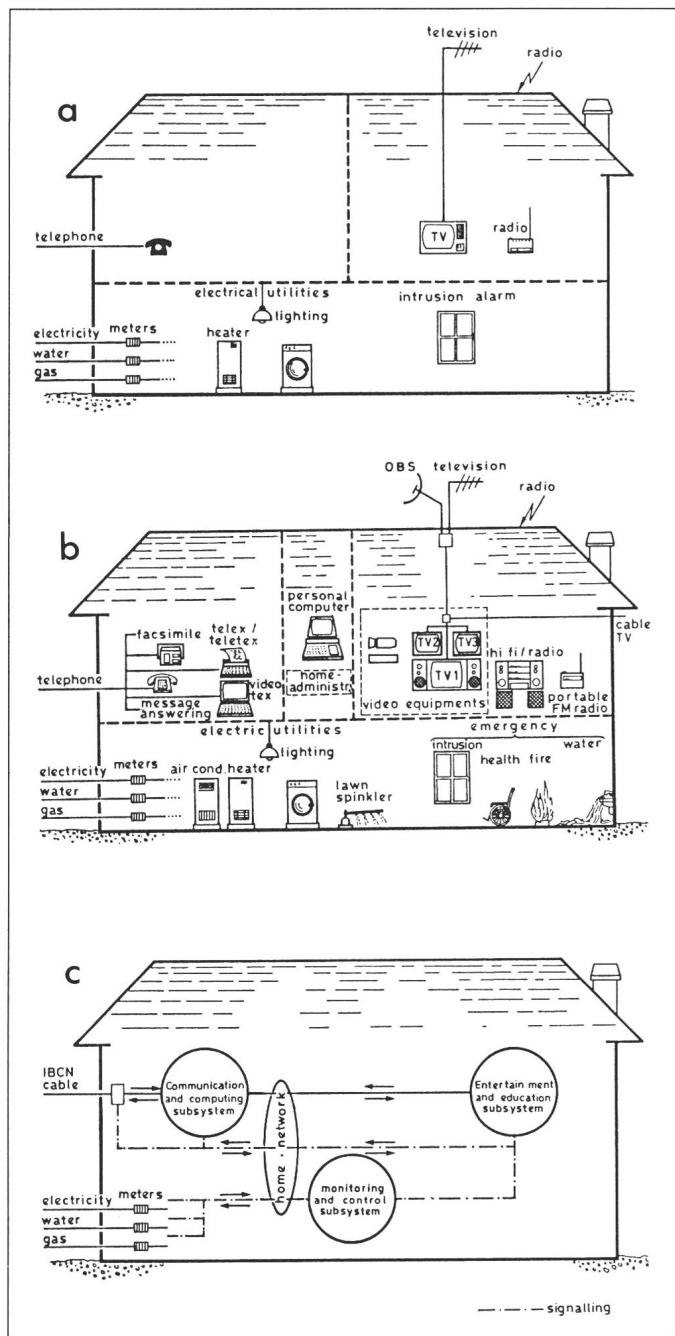 television
radio
a
telephone
TV
radio
electrical utilities
lighting
intrusion alarm
electricity meters
water
gas
heater
OBS television
radio
b
cable
TV
personal
computer
home-
administr.
facsimile
telex /
teletex
telephone
video
tex
message
answering
TV2 TV3
TV1
video equipments
hi fi/radio
portable
FM radio
electric utilities
lighting
emergency
intrusion water
health fire
electricity meters
water
gas
air cond. heater
lawn
spinkler
c
IBCN
cable
Communication
and computing
subsystem
home - network
Entertainment
and education
subsystem
monitoring
and control
subsystem
electricity meters
water
gas
signalling